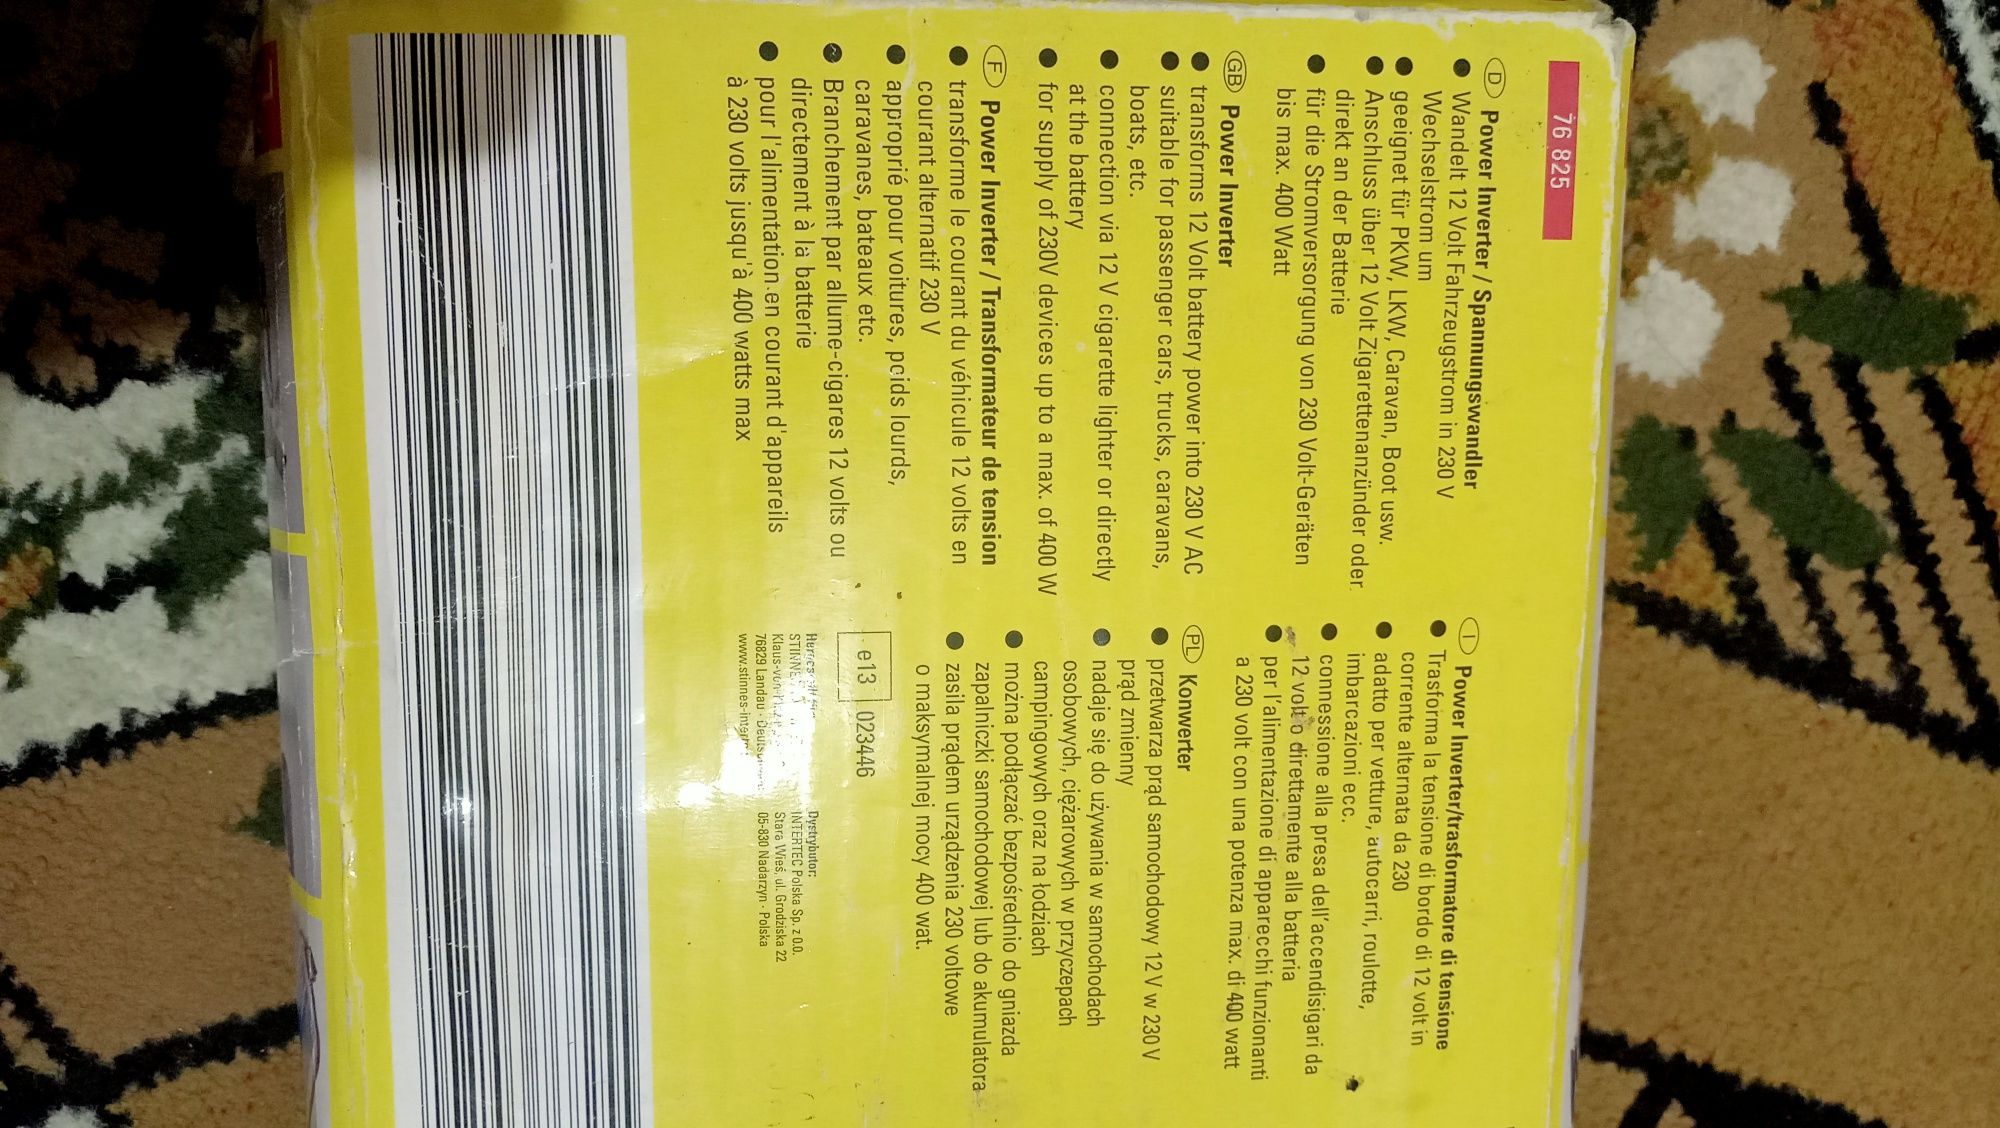 76 825
D Power Inverter / Spannungswandler
● Wandelt 12 Volt Fahrzeugstrom in 230 V
Wechselstrom um
● geeignet für PKW, LKW, Caravan, Boot usw.
● Anschluss über 12 Volt Zigarettenanzünder oder
direkt an der Batterie
● für die Stromversorgung von 230 Volt-Geräten
bis max. 400 Watt
GB Power Inverter
● transforms 12 Volt battery power into 230 V AC
● suitable for passenger cars, trucks, caravans,
boats, etc.
● connection via 12 V cigarette lighter or directly
at the battery
● for supply of 230V devices up to a max. of 400 W
F Power Inverter / Transformateur de tension
● transforme le courant du véhicule 12 volts en
courant alternatif 230 V
● approprié pour voitures, poids lourds,
caravanes, bateaux etc.
● Branchement par allume-cigares 12 volts ou
directement à la batterie
● pour l'alimentation en courant d'appareils
à 230 volts jusqu'à 400 watts max
I Power Inverter/trasformatore di tensione
● Trasforma la tensione di bordo di 12 volt in
corrente alternata da 230
● adatto per vetture, autocarri, roulotte,
imbarcazioni ecc.
● connessione alla presa dell'accendisigari da
12 volt o direttamente alla batteria
● per l'alimentazione di apparecchi funzionanti
a 230 volt con una potenza max. di 400 watt
PL Konwerter
● przetwarza prąd samochodowy 12 V w 230 V
prąd zmienny
● nadaje się do używania w samochodach
osobowych, ciężarowych w przyczepach
campingowych oraz na łodziach
● można podłączać bezpośrednio do gniazda
zapalniczki samochodowej lub do akumulatora
● zasila prądem urządzenia 230 voltowe
o maksymalnej mocy 400 wat.
e13 023446
STINNES
Klaus-von-
76829 Landau · Deutschland
www.stinnes-inter
Dystrybutor:
INTERTEC Polska Sp. z 0.0.
Stara Wieś, ul. Grodziska 22
05-830 Nadarzyn · Polska